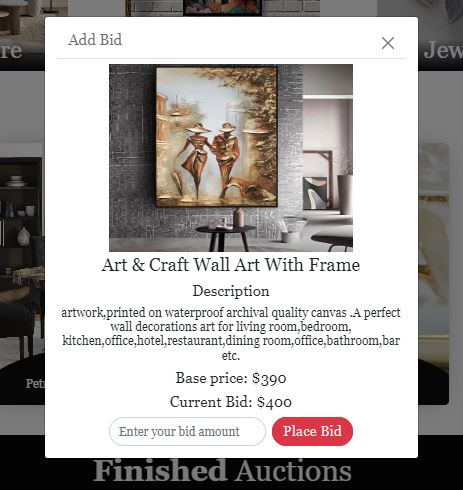 re
Add Bid
Jew
Art & Craft Wall Art With Frame
Description
artwork,printed on waterproof archival quality canvas .A perfect
wall decorations art for living room,bedroom,
kitchen,office,hotel,restaurant,dining room,office,bathroom,bar
etc.
Base price: $390
Petr
Current Bid: $400
Enter your bid amount
Place Bid
Finished Auctions